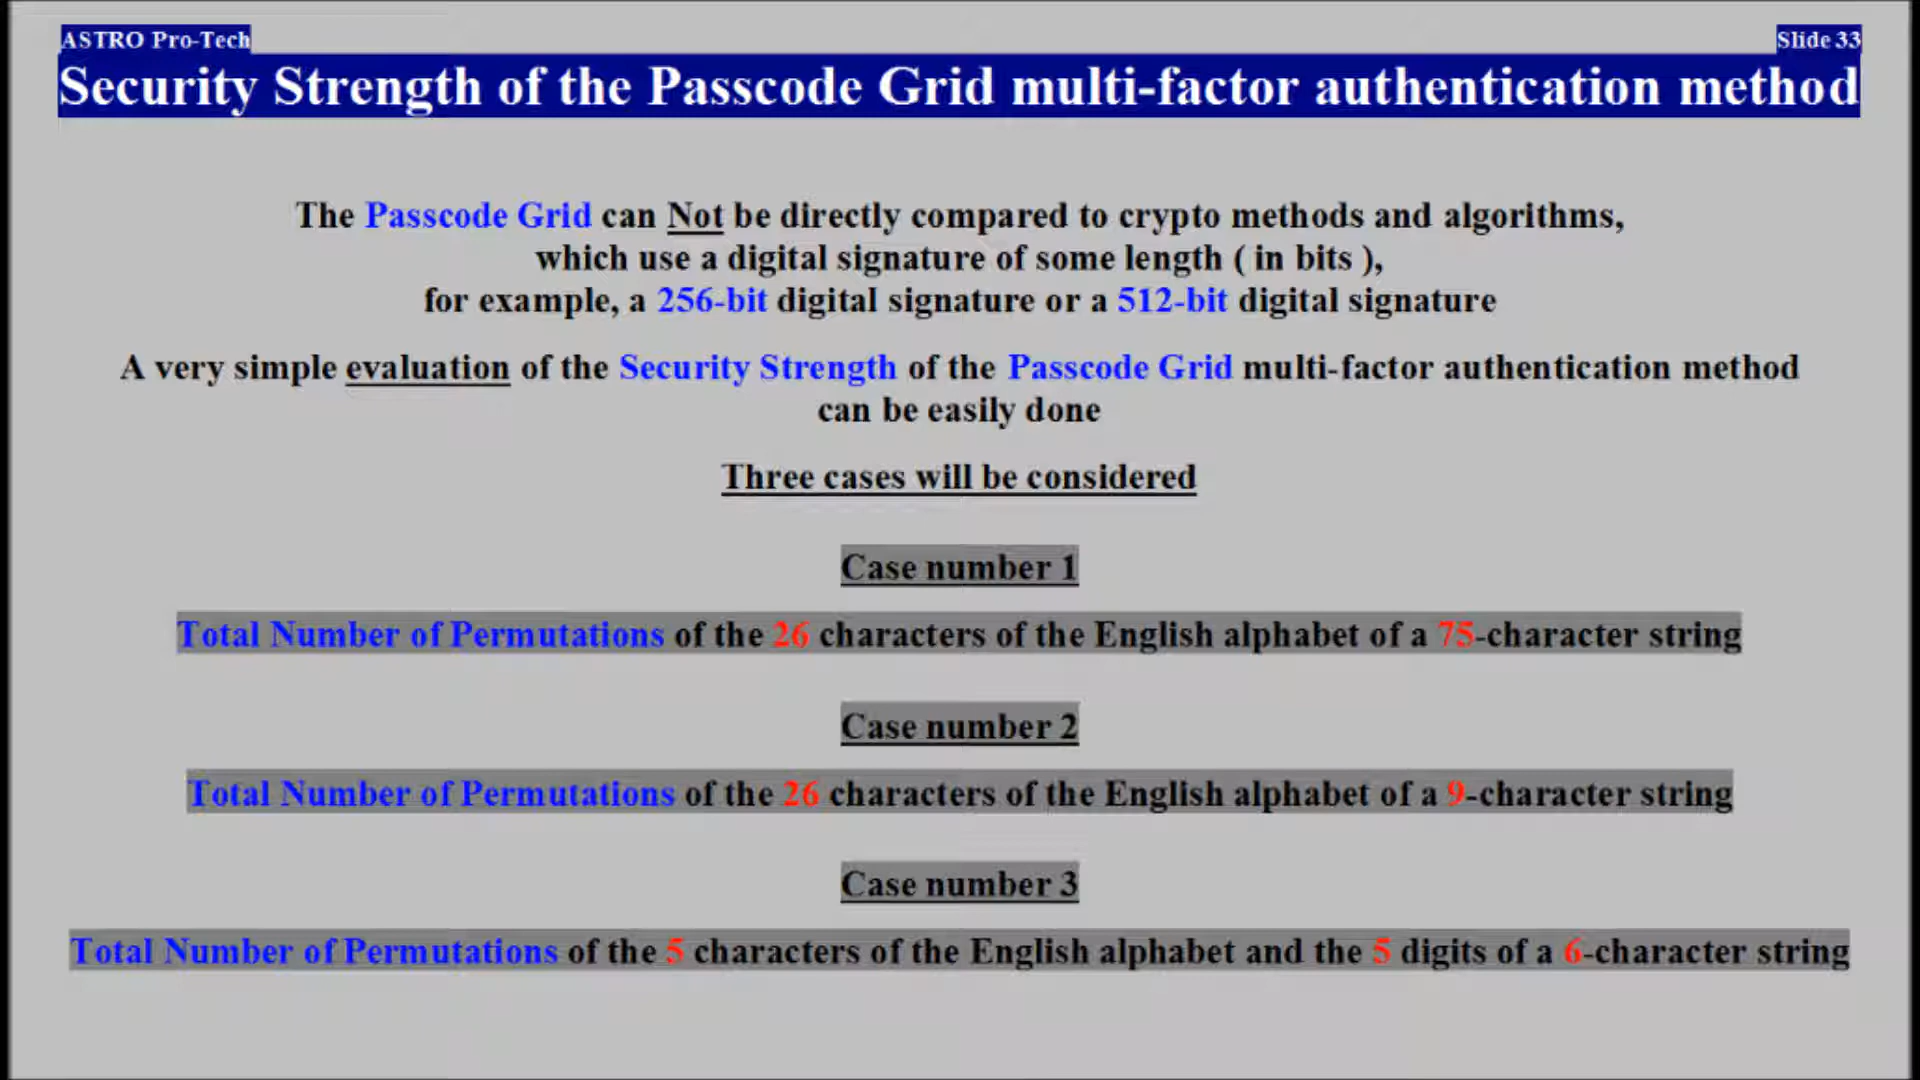 ASTRO Pro-Tech
Slide 33
Security Strength of the Passcode Grid multi-factor authentication method
The Passcode Grid can Not be directly compared to crypto methods and algorithms,
which use a digital signature of some length ( in bits ),
for example, a 256-bit digital signature or a 512-bit digital signature
A very simple evaluation of the Security Strength of the Passcode Grid multi-factor authentication method
can be easily done
Three cases will be considered
Case number 1
Total Number of Permutations of the 26 characters of the English alphabet of a 75-character string
Case number 2
Total Number of Permutations of the 26 characters of the English alphabet of a 9-character string
Case number 3
Total Number of Permutations of the 5 characters of the English alphabet and the 5 digits of a 6-character string